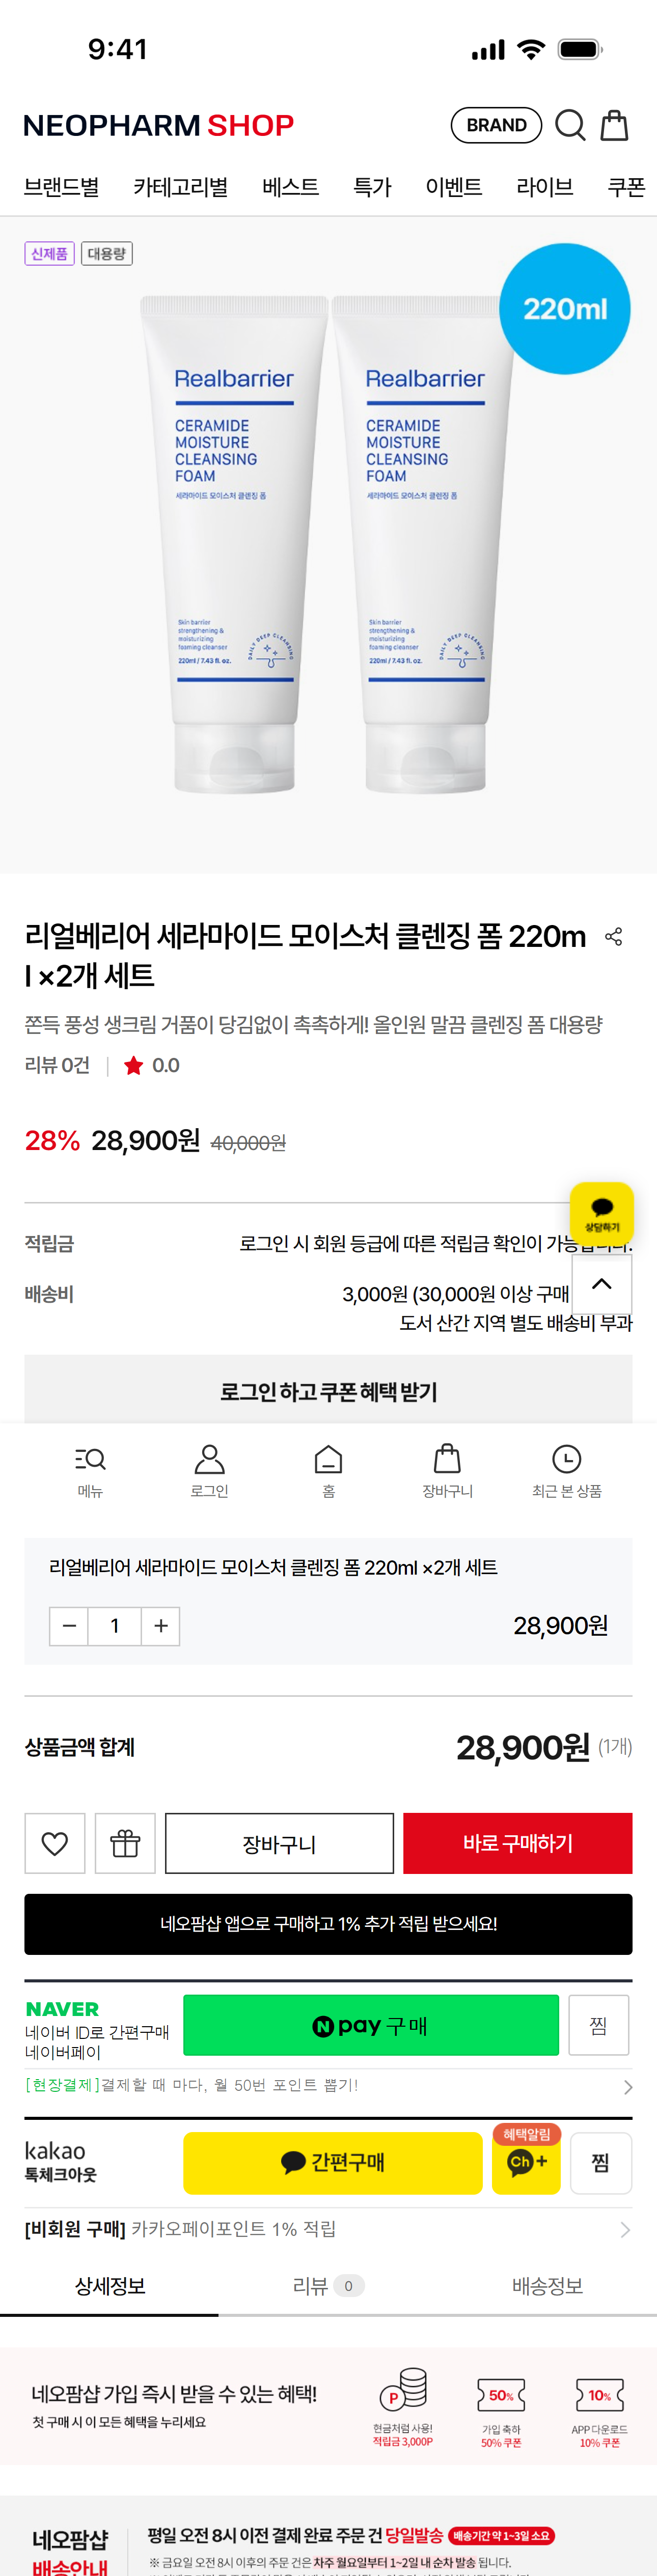 9:41
NEOPHARM SHOP
BRAND
브랜드별 카테고리별 베스트 특가 이벤트 라이브 쿠폰
신제품 대용량
220ml
Realbarrier
CERAMIDE
MOISTURE
CLEANSING
FOAM
세라마이드 모이스처 클렌징 폼
Skin barrier
strengthening &
moisturizing
foaming cleanser
220ml / 7.43 fl. oz.
DAILY DEEP CLEANSING
Realbarrier
CERAMIDE
MOISTURE
CLEANSING
FOAM
세라마이드 모이스처 클렌징 폼
Skin barrier
strengthening &
moisturizing
foaming cleanser
220ml / 7.43 fl. oz.
DAILY DEEP CLEANSING
리얼베리어 세라마이드 모이스처 클렌징 폼 220m
l ×2개 세트
쫀득 풍성 생크림 거품이 당김없이 촉촉하게! 올인원 말끔 클렌징 폼 대용량
리뷰 0건 0.0
28% 28,900원 40,000원
상담하기
적립금 로그인 시 회원 등급에 따른 적립금 확인이
배송비 3,000원 (30,000원 이상 구매
도서 산간 지역 별도 배송비 부과
로그인 하고 쿠폰 혜택 받기
메뉴 로그인 홈 장바구니 최근 본 상품
리얼베리어 세라마이드 모이스처 클렌징 폼 220ml ×2개 세트
− 1 + 28,900원
상품금액 합계 28,900원 (1개)
장바구니 바로 구매하기
네오팜샵 앱으로 구매하고 1% 추가 적립 받으세요!
NAVER
네이버 ID로 간편구매
네이버페이
N pay 구매
찜
[현장결제]결제할 때 마다, 월 50번 포인트 뽑기!
kakao
톡체크아웃
간편구매
혜택알림
Ch+
찜
[비회원 구매] 카카오페이포인트 1% 적립
상세정보 리뷰 0 배송정보
네오팜샵 가입 즉시 받을 수 있는 혜택!
첫 구매 시 이 모든 혜택을 누리세요
P
현금처럼 사용!
적립금 3,000P
50%
가입 축하
50% 쿠폰
10%
APP 다운로드
10% 쿠폰
네오팜샵
배송안내
평일 오전 8시 이전 결제 완료 주문 건 당일발송 배송기간 약 1~3일 소요
※ 금요일 오전 8시 이후의 주문 건은 차주 월요일부터 1~2일 내 순차 발송 됩니다.